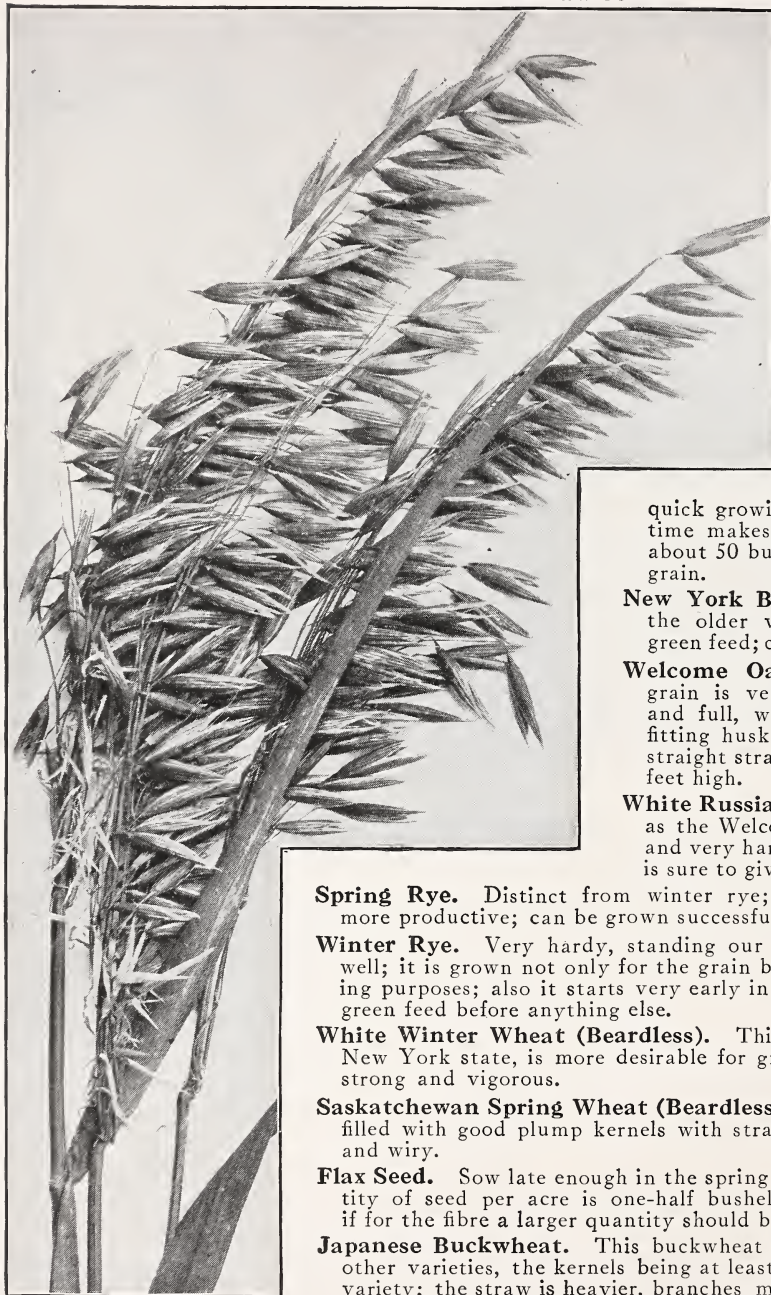 quick growi
time makes
about 50 bu
grain.
New York B
the older v
green feed; c
Welcome Oa
grain is ve
and full, w
fitting husk
straight stra
feet high.
White Russia
as the Welco
and very har
is sure to giv
Spring Rye. Distinct from winter rye;
more productive; can be grown successfu
Winter Rye. Very hardy, standing our
well; it is grown not only for the grain b
ing purposes; also it starts very early in
green feed before anything else.
White Winter Wheat (Beardless). Thi
New York state, is more desirable for g
strong and vigorous.
Saskatchewan Spring Wheat (Beardless
filled with good plump kernels with stra
and wiry.
Flax Seed. Sow late enough in the spring
tity of seed per acre is one-half bushel
if for the fibre a larger quantity should b
Japanese Buckwheat. This buckwheat
other varieties, the kernels being at least
variety; the straw is heavier, branches m